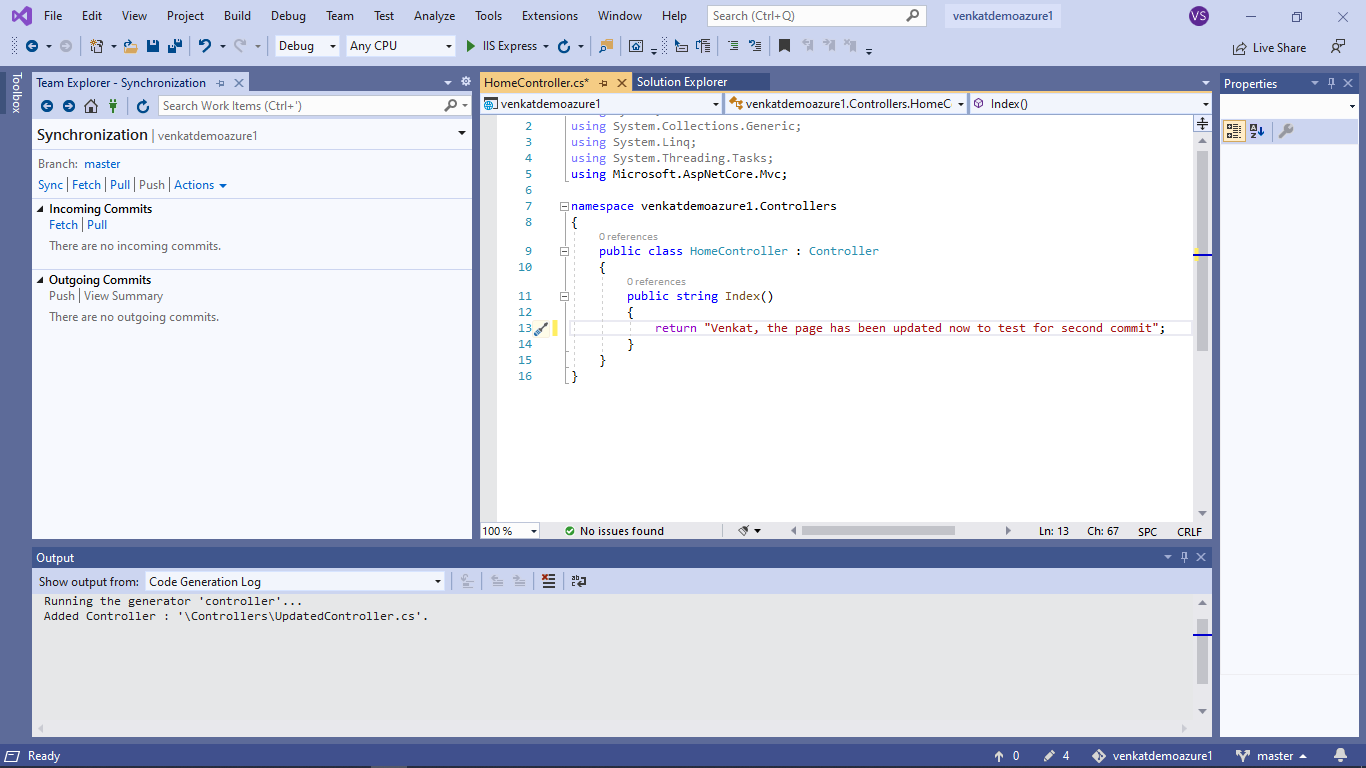 File Edit View Project Build Debug Team Test Analyze Tools Extensions Window Help Search (Ctrl+Q) venkatdemoazure1 VS
Debug Any CPU IIS Express Live Share
Toolbox
Team Explorer - Synchronization
Search Work Items (Ctrl+')
Synchronization | venkatdemoazure1
Branch: master
Sync | Fetch | Pull | Push | Actions
Incoming Commits
Fetch | Pull
There are no incoming commits.
Outgoing Commits
Push | View Summary
There are no outgoing commits.
HomeController.cs* Solution Explorer
venkatdemoazure1 venkatdemoazure1.Controllers.HomeC Index()
2 using System.Collections.Generic;
3 using System.Linq;
4 using System.Threading.Tasks;
5 using Microsoft.AspNetCore.Mvc;
6
7 namespace venkatdemoazure1.Controllers
8 {
0 references
9 public class HomeController : Controller
10 {
0 references
11 public string Index()
12 {
13 return "Venkat, the page has been updated now to test for second commit";
14 }
15 }
16 }
100 % No issues found Ln: 13 Ch: 67 SPC CRLF
Properties
Output
Show output from: Code Generation Log
Running the generator 'controller'...
Added Controller : '\Controllers\UpdatedController.cs'.
Ready 0 4 venkatdemoazure1 master